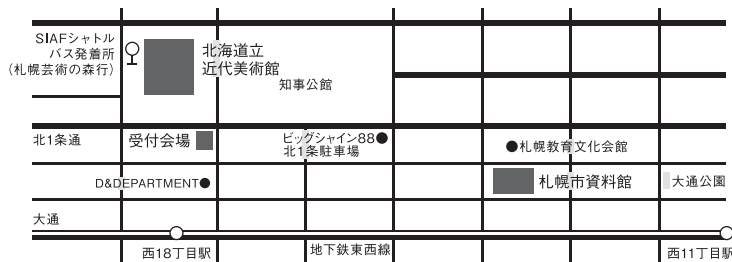 SIAFシャトル
バス発着所
(札幌芸術の森行)
北海道立
近代美術館
知事公館
北1条通
受付会場
ビッグシャイン88
北1条駐車場
札幌教育文化会館
D&DEPARTMENT
札幌市資料館
大通公園
大通
西18丁目駅
地下鉄東西線
西11丁目駅